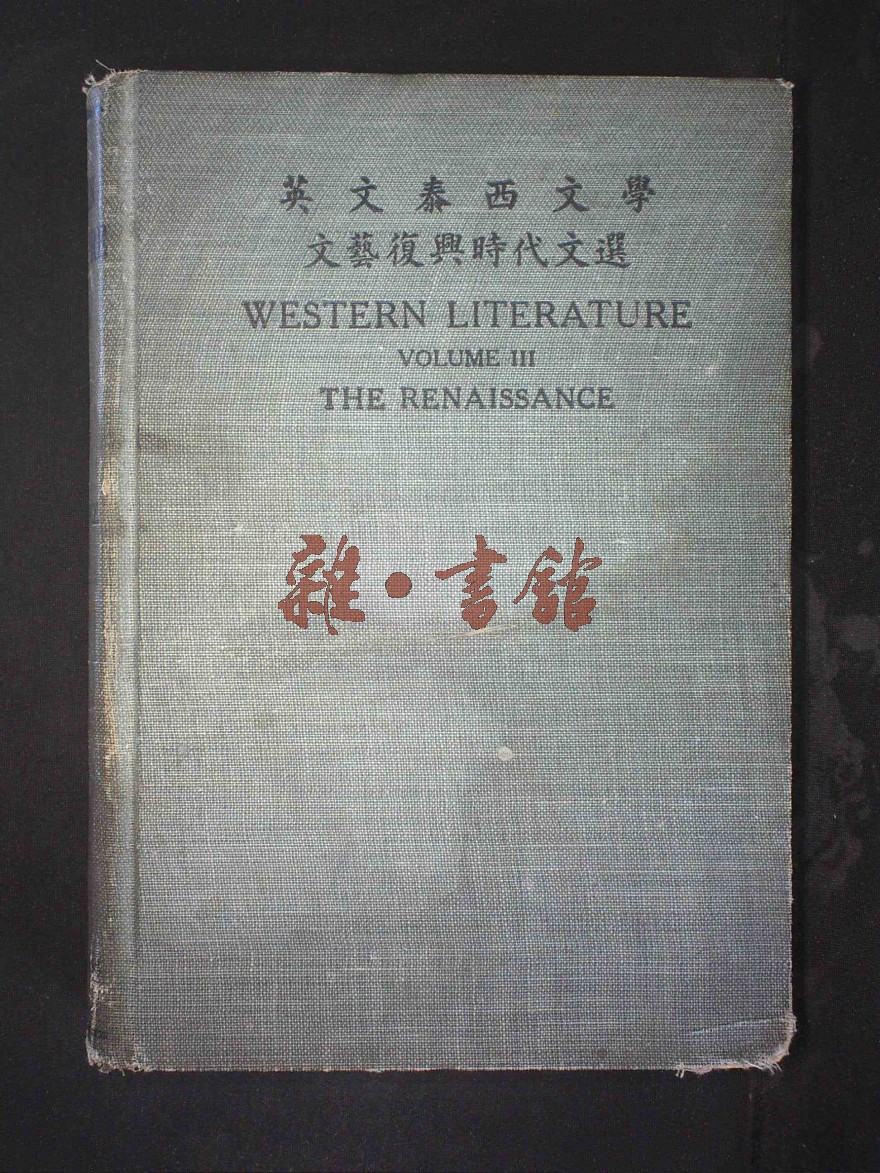 英文泰西文學
文藝復興時代文選
WESTERN LITERATURE
VOLUME III
THE RENAISSANCE
雜·書館